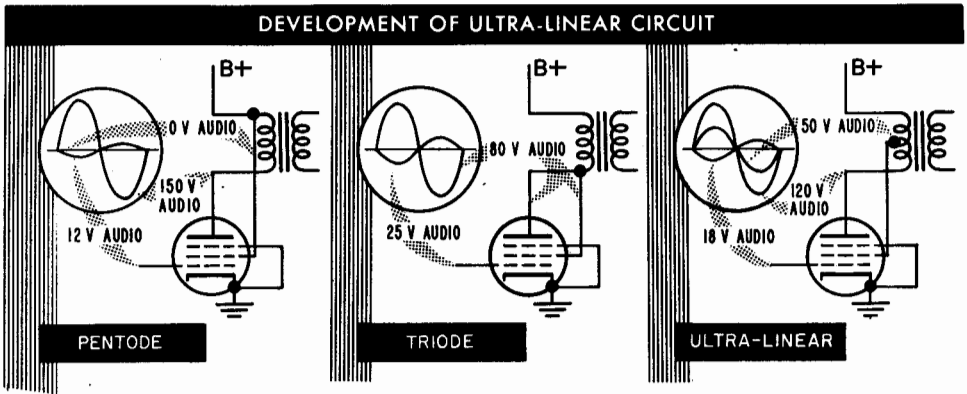 DEVELOPMENT OF ULTRA-LINEAR CIRCUIT
B+
0 V AUDIO
150 V
AUDIO
12 V AUDIO
PENTODE
B+
80 V AUDIO
25 V AUDIO
TRIODE
B+
50 V AUDIO
120 V
AUDIO
18 V AUDIO
ULTRA-LINEAR